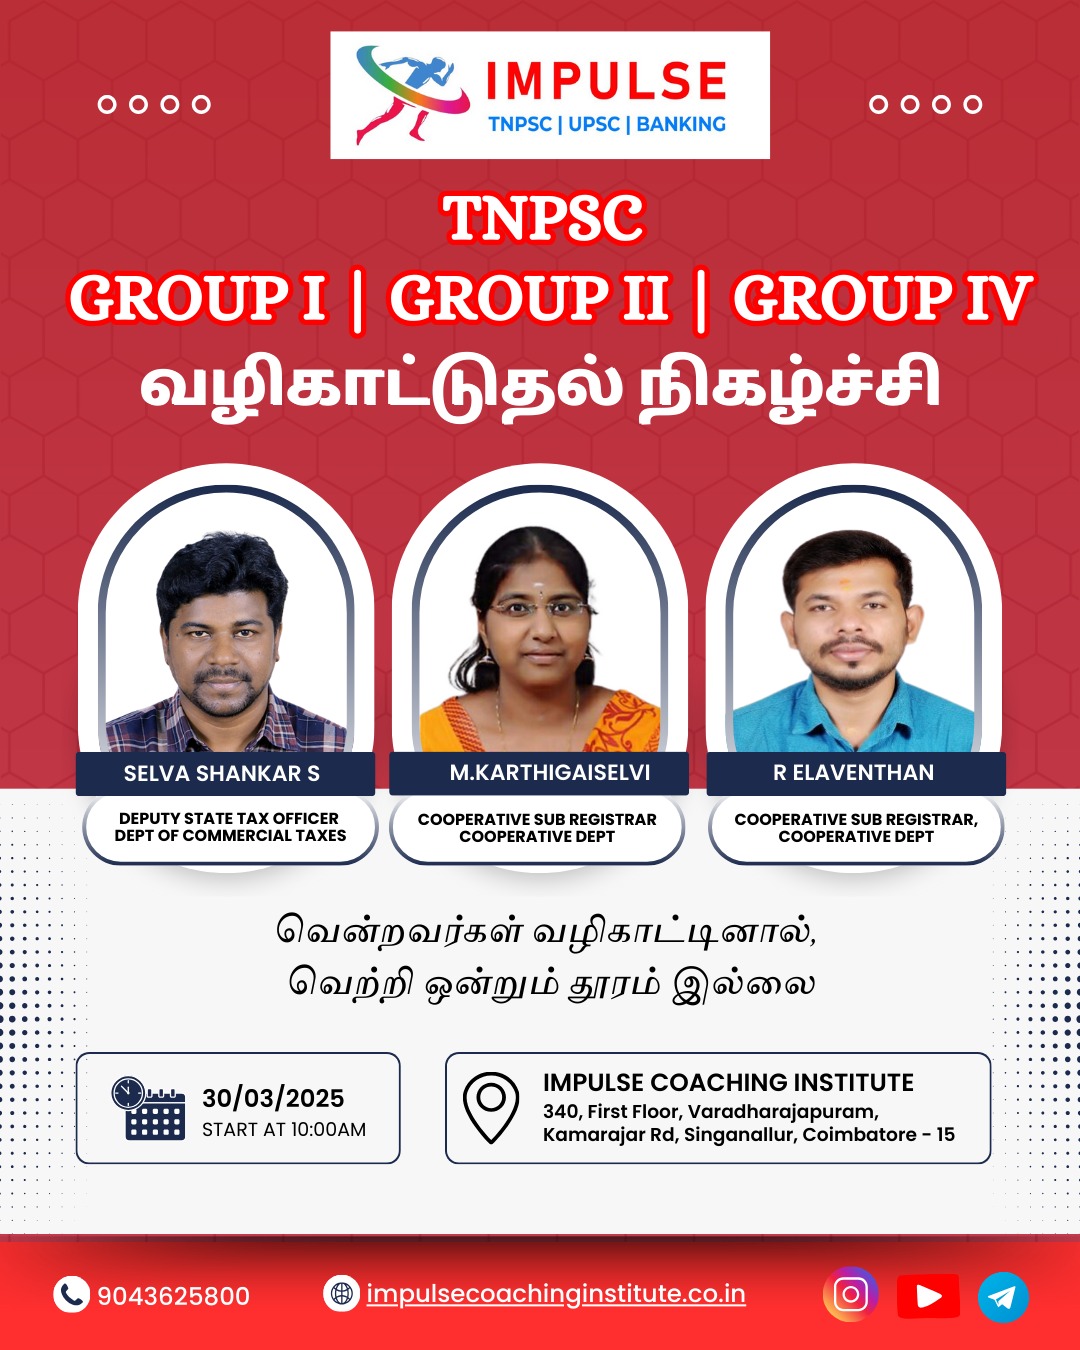 IMPULSE
TNPSC | UPSC | BANKING
TNPSC
GROUP I | GROUP II | GROUP IV
வழிகாட்டுதல் நிகழ்ச்சி
SELVA SHANKAR S
DEPUTY STATE TAX OFFICER
DEPT OF COMMERCIAL TAXES
M.KARTHIGAISELVI
COOPERATIVE SUB REGISTRAR
COOPERATIVE DEPT
R ELAVENTHAN
COOPERATIVE SUB REGISTRAR,
COOPERATIVE DEPT
வென்றவர்கள் வழிகாட்டினால்,
வெற்றி ஒன்றும் தூரம் இல்லை
30/03/2025
START AT 10:00AM
IMPULSE COACHING INSTITUTE
340, First Floor, Varadharajapuram,
Kamarajar Rd, Singanallur, Coimbatore - 15
9043625800
impulsecoachinginstitute.co.in